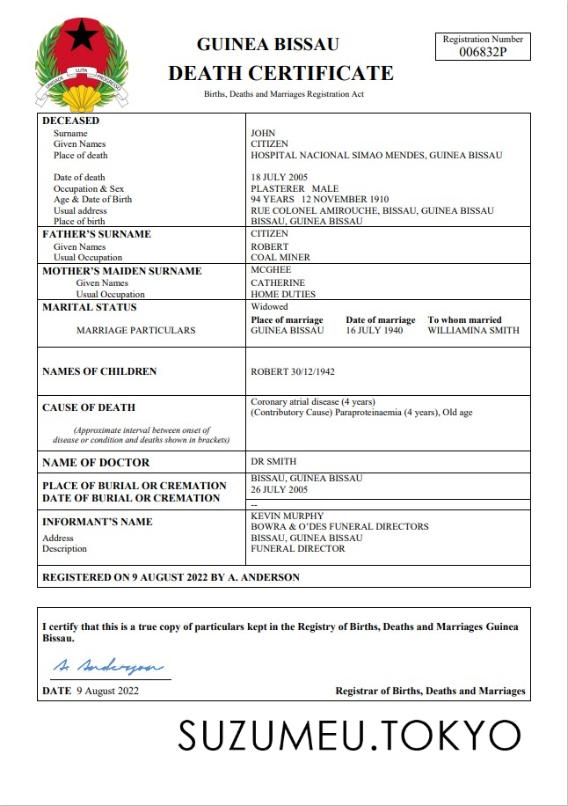 GUINEA BISSAU
DEATH CERTIFICATE
Births, Deaths and Marriages Registration Act
Registration Number
006832P
UNIDADE LUTA PROGRESSO
DECEASED
Surname JOHN
Given Names CITIZEN
Place of death HOSPITAL NACIONAL SIMAO MENDES, GUINEA BISSAU
Date of death 18 JULY 2005
Occupation & Sex PLASTERER MALE
Age & Date of Birth 94 YEARS 12 NOVEMBER 1910
Usual address RUE COLONEL AMIROUCHE, BISSAU, GUINEA BISSAU
Place of birth BISSAU, GUINEA BISSAU
FATHER'S SURNAME CITIZEN
Given Names ROBERT
Usual Occupation COAL MINER
MOTHER'S MAIDEN SURNAME MCGHEE
Given Names CATHERINE
Usual Occupation HOME DUTIES
MARITAL STATUS Widowed
Place of marriage Date of marriage To whom married
MARRIAGE PARTICULARS GUINEA BISSAU 16 JULY 1940 WILLIAMINA SMITH
NAMES OF CHILDREN ROBERT 30/12/1942
CAUSE OF DEATH Coronary atrial disease (4 years)
(Contributory Cause) Paraproteinaemia (4 years), Old age
(Approximate interval between onset of
disease or condition and deaths shown in brackets)
NAME OF DOCTOR DR SMITH
PLACE OF BURIAL OR CREMATION BISSAU, GUINEA BISSAU
DATE OF BURIAL OR CREMATION 26 JULY 2005
--
INFORMANT'S NAME KEVIN MURPHY
BOWRA & O'DES FUNERAL DIRECTORS
Address BISSAU, GUINEA BISSAU
Description FUNERAL DIRECTOR
REGISTERED ON 9 AUGUST 2022 BY A. ANDERSON
I certify that this is a true copy of particulars kept in the Registry of Births, Deaths and Marriages Guinea
Bissau.
A. Anderson
DATE 9 August 2022 Registrar of Births, Deaths and Marriages
SUZUMEU.TOKYO